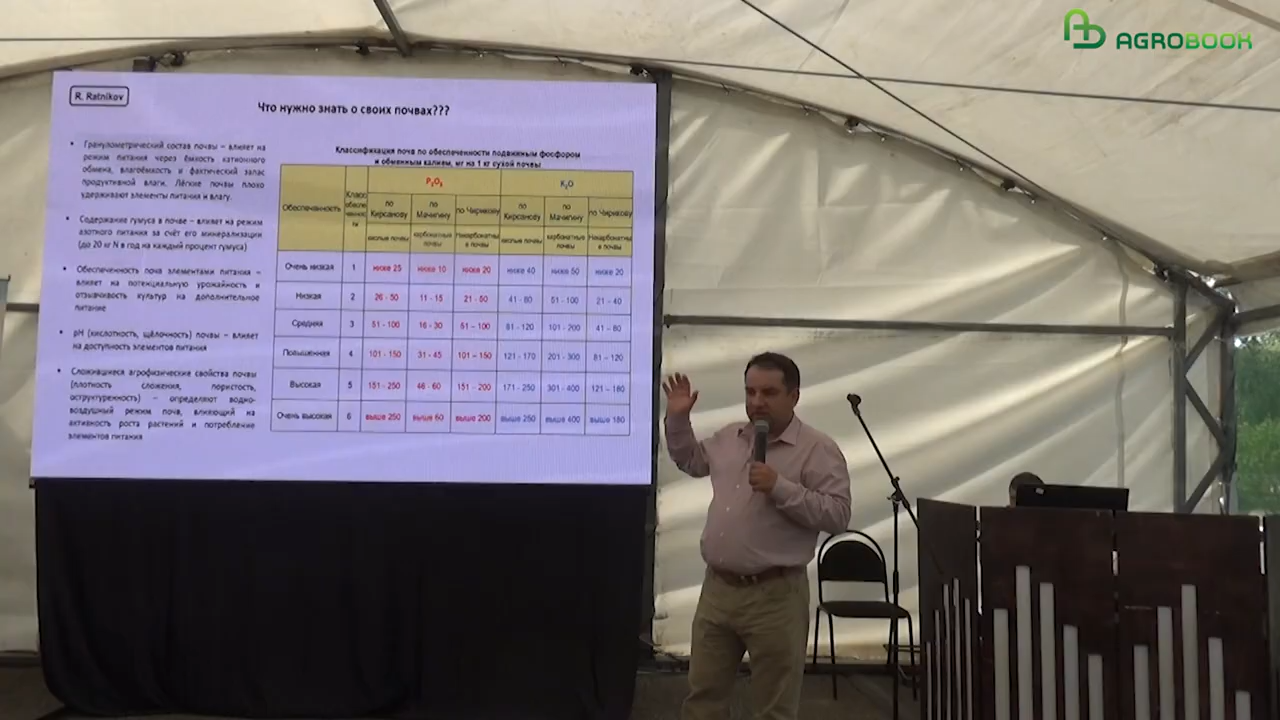 AGROBOOK
R. Ratnikov
Что нужно знать о своих почвах???
• Гранулометрический состав почвы – влияет на
режим питания через ёмкость катионного
обмена, влагоёмкость и фактический запас
продуктивной влаги. Лёгкие почвы плохо
удерживают элементы питания и влагу.
• Содержание гумуса в почве – влияет на режим
азотного питания за счёт его минерализации
(до 20 кг N в год на каждый процент гумуса)
• Обеспеченность почв элементами питания –
влияет на потенциальную урожайность и
отзывчивость культур на дополнительное
питание
• pH (кислотность, щёлочность) почвы – влияет
на доступность элементов питания
• Сложившиеся агрофизические свойства почвы
(плотность сложения, пористость,
оструктуренность) – определяют водно-
воздушный режим почв, влияющий на
активность роста растений и потребление
элементов питания
Классификация почв по обеспеченности подвижным фосфором
и обменным калием, мг на 1 кг сухой почвы
Обеспеченность Класс обеспеченности P2O5 K2O
по Кирсанову по Мачигину по Чирикову по Кирсанову по Мачигину по Чирикову
кислые почвы карбонатные почвы Некарбонатные почвы кислые почвы карбонатные почвы Некарбонатные почвы
Очень низкая 1 ниже 25 ниже 10 ниже 20 ниже 40 ниже 50 ниже 20
Низкая 2 26 - 50 11 - 15 21 - 50 41 - 80 51 - 100 21 – 40
Средняя 3 51 - 100 16 - 30 51 – 100 81 - 120 101 - 200 41 – 80
Повышенная 4 101 - 150 31 - 45 101 – 150 121 - 170 201 - 300 81 – 120
Высокая 5 151 - 250 46 - 60 151 - 200 171 - 250 301 - 400 121 – 180
Очень высокая 6 выше 250 выше 60 выше 200 выше 250 выше 400 выше 180